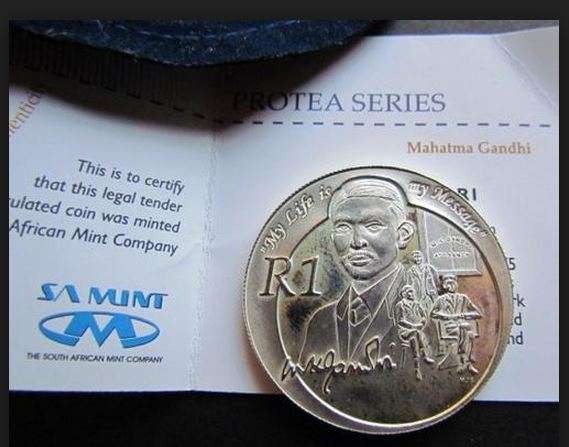 PROTEA SERIES
Mahatma Gandhi
This is to certify
that this legal tender
ulated coin was minted
African Mint Company
SA MINT
THE SOUTH AFRICAN MINT COMPANY
"My Life is my Message"
R1